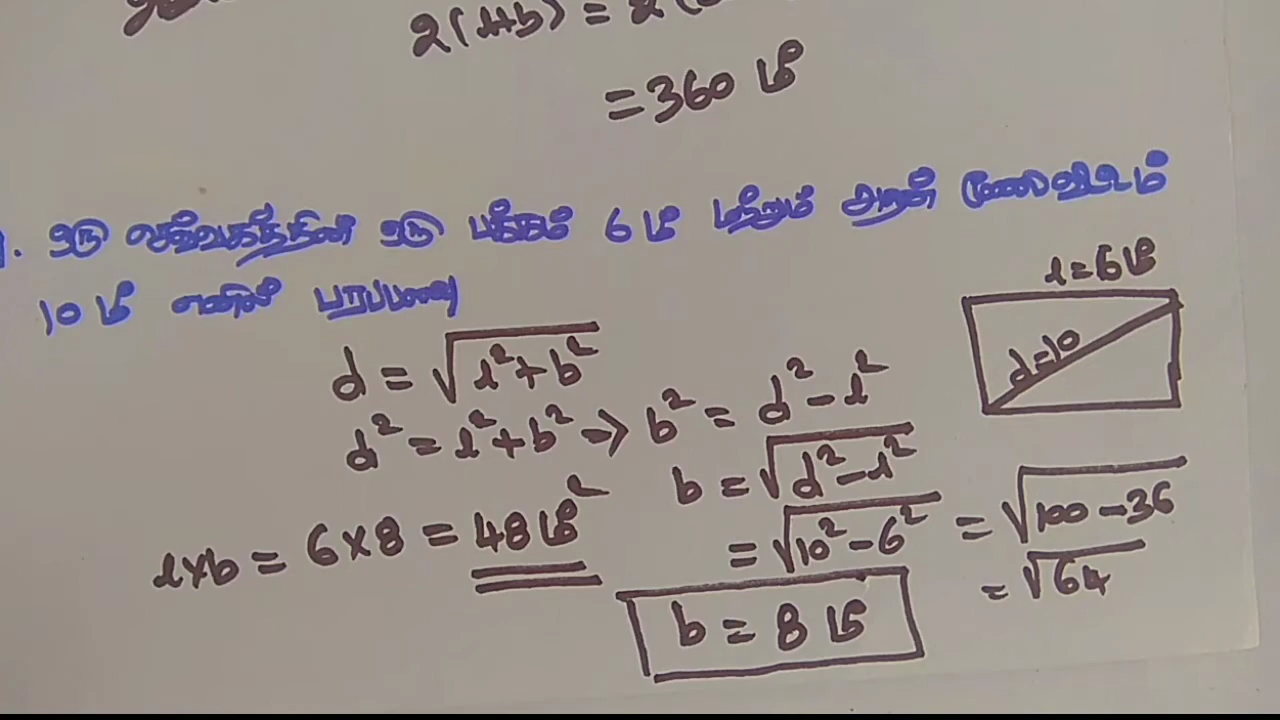 2(l+b) = 2(
= 360 மீ
ஒரு செவ்வகத்தின் ஒரு பக்கம் 6 மீ மற்றும் அதன் மூலைவிட்டம்
10 மீ எனில் பரப்பளவு
l = 6 மீ
d = 10
d = √(l² + b²)
d² = l² + b² ⇒ b² = d² - l²
b = √(d² - l²)
= √(10² - 6²) = √(100 - 36)
= √64
l×b = 6×8 = 48 மீ²
b = 8 மீ